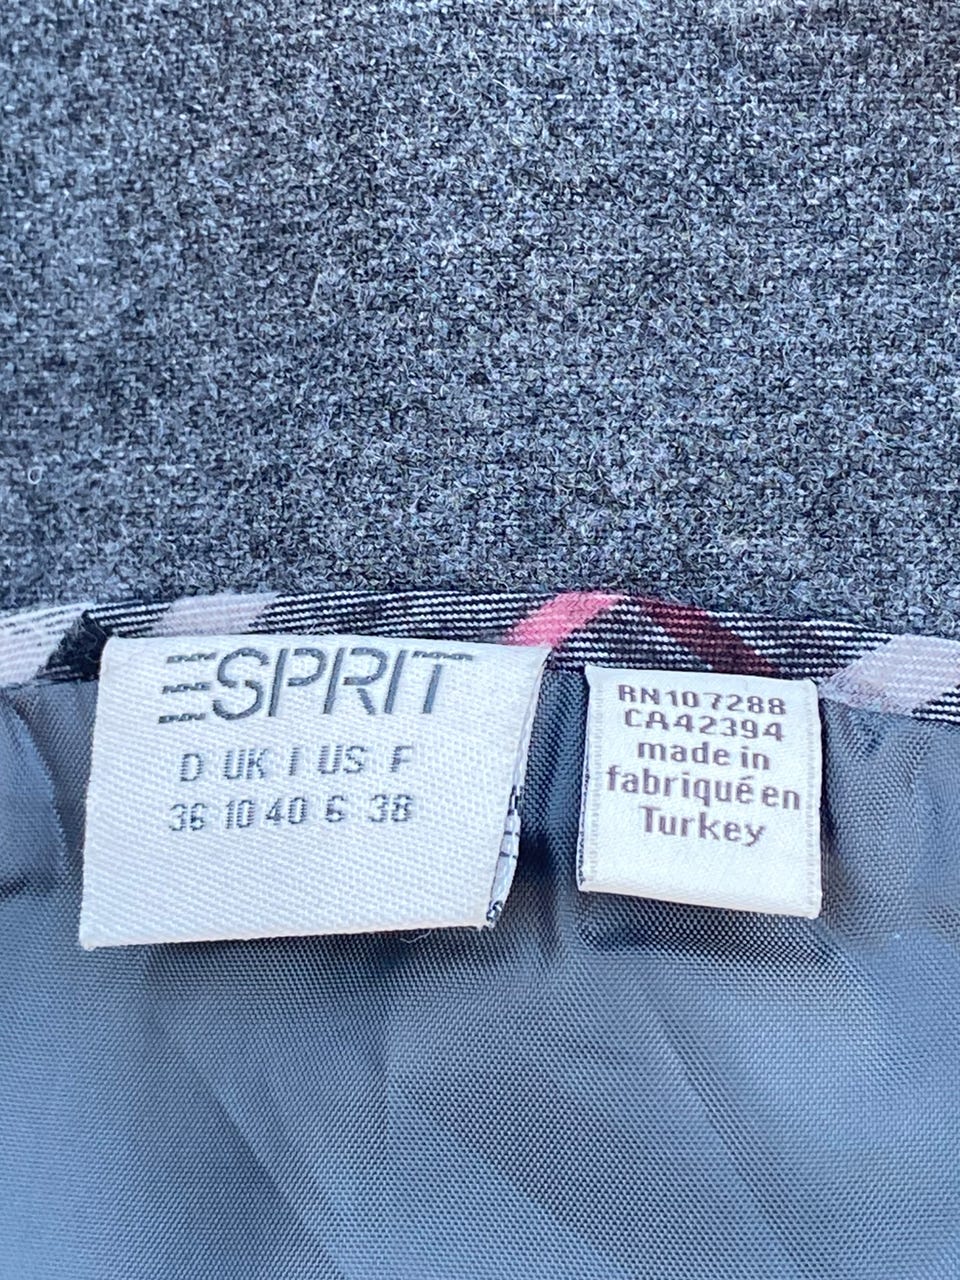 ESPRIT
D UK I US F
36 10 40 6 38
RN107288
CA42394
made in
fabriqué en
Turkey